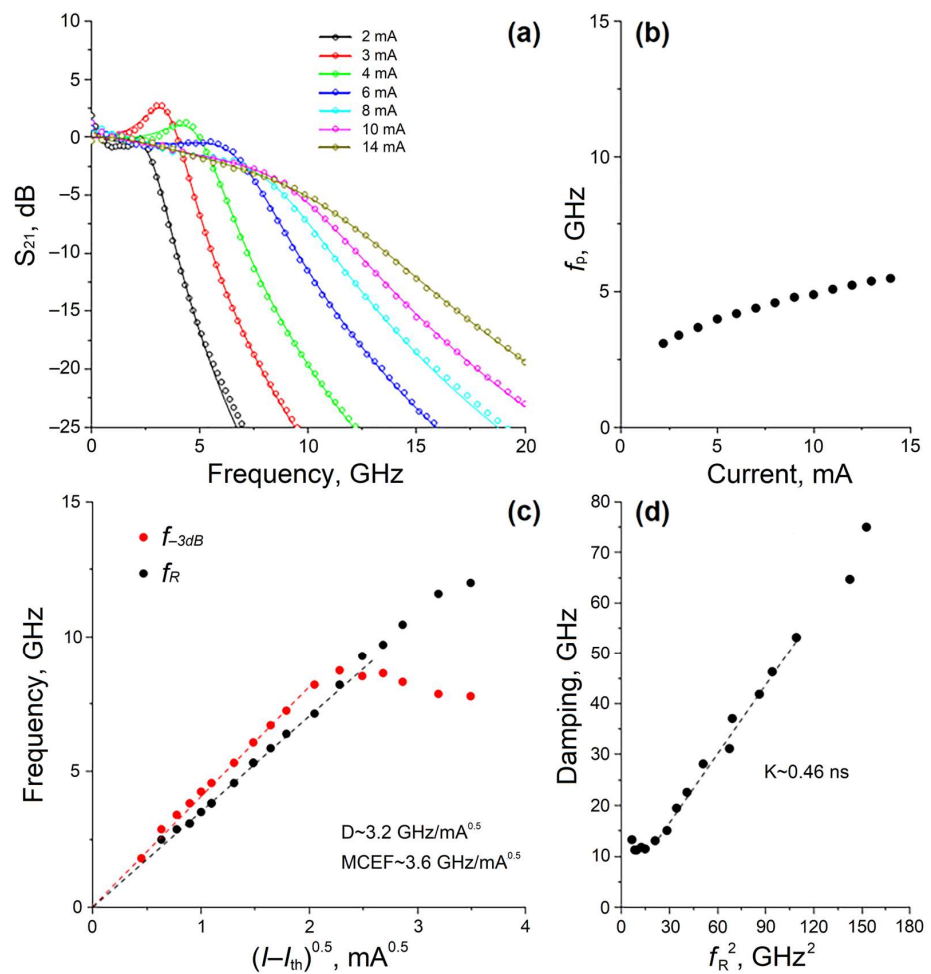 (a)
10
5
0
–5
–10
–15
–20
–25
S21, dB
2 mA
3 mA
4 mA
6 mA
8 mA
10 mA
14 mA
0 5 10 15 20
Frequency, GHz
(b)
15
10
5
0
fp, GHz
0 5 10 15
Current, mA
(c)
15
10
5
0
Frequency, GHz
f–3dB
fR
D~3.2 GHz/mA0.5
MCEF~3.6 GHz/mA0.5
0 1 2 3 4
(I–Ith)0.5, mA0.5
(d)
80
70
60
50
40
30
20
10
0
Damping, GHz
K~0.46 ns
0 30 60 90 120 150 180
fR2, GHz2